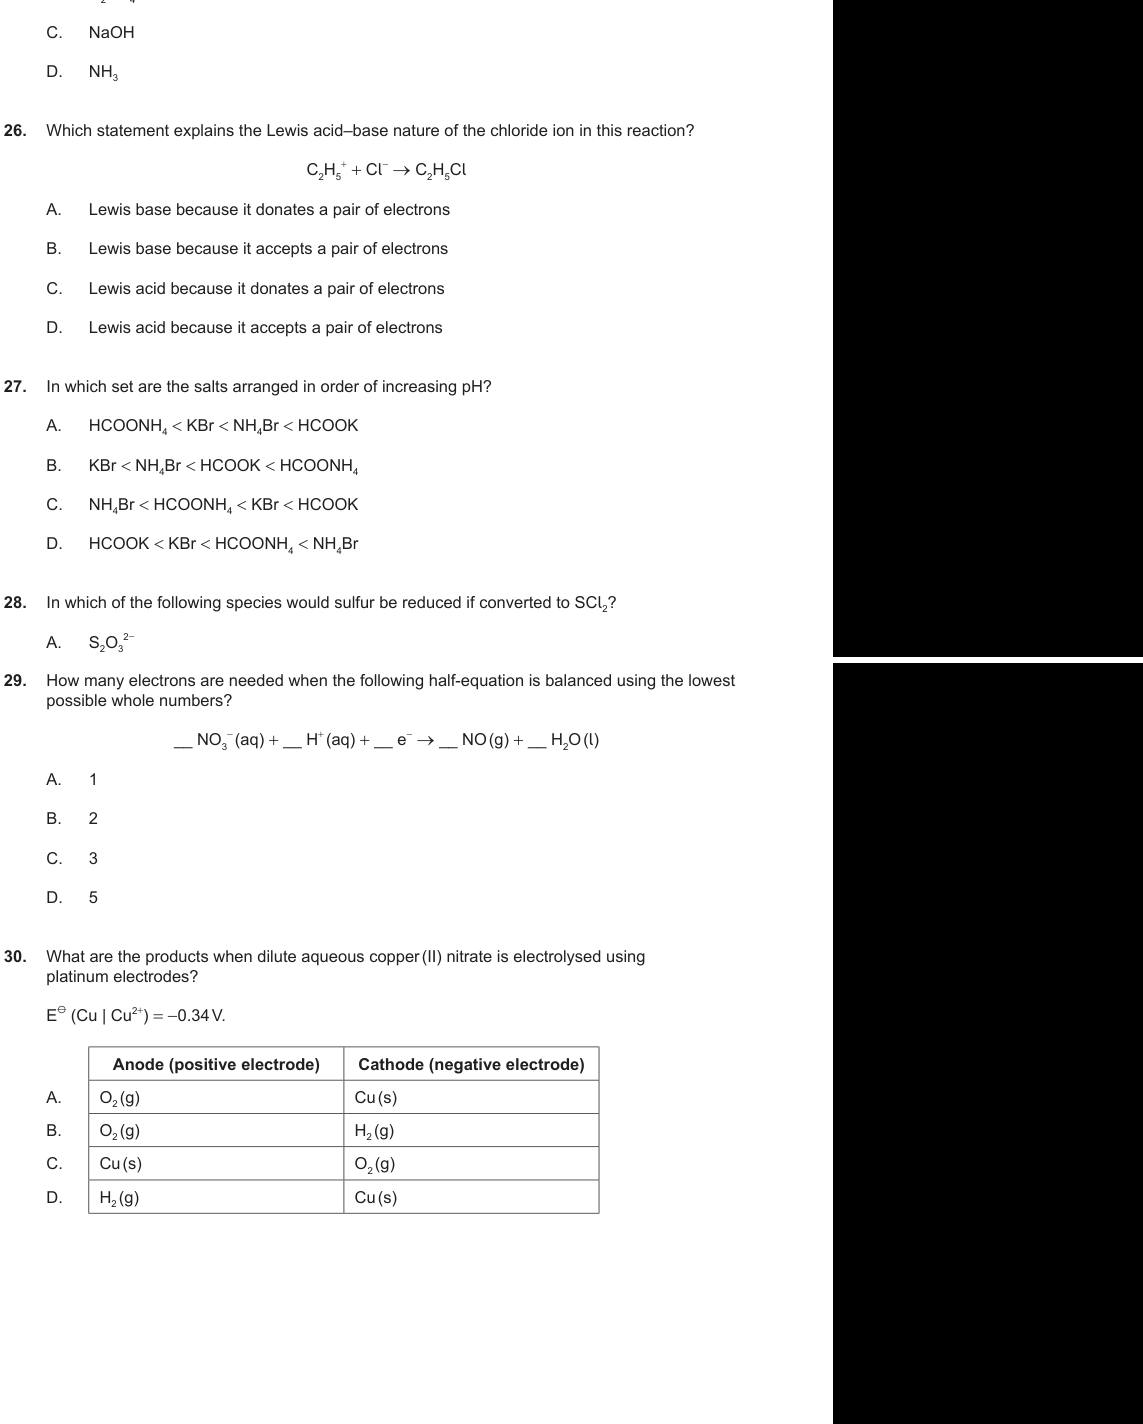 C. NaOH
D. NH₃
26. Which statement explains the Lewis acid–base nature of the chloride ion in this reaction?
C₂H₅⁺ + Cl⁻ → C₂H₅Cl
A. Lewis base because it donates a pair of electrons
B. Lewis base because it accepts a pair of electrons
C. Lewis acid because it donates a pair of electrons
D. Lewis acid because it accepts a pair of electrons
27. In which set are the salts arranged in order of increasing pH?
A. HCOONH₄ < KBr < NH₄Br < HCOOK
B. KBr < NH₄Br < HCOOK < HCOONH₄
C. NH₄Br < HCOONH₄ < KBr < HCOOK
D. HCOOK < KBr < HCOONH₄ < NH₄Br
28. In which of the following species would sulfur be reduced if converted to SCl₂?
A. S₂O₃²⁻
29. How many electrons are needed when the following half-equation is balanced using the lowest
possible whole numbers?
__ NO₃⁻(aq) + __ H⁺(aq) + __ e⁻ → __ NO(g) + __ H₂O(l)
A. 1
B. 2
C. 3
D. 5
30. What are the products when dilute aqueous copper(II) nitrate is electrolysed using
platinum electrodes?
E⦵ (Cu | Cu²⁺) = −0.34 V.
Anode (positive electrode) Cathode (negative electrode)
A. O₂(g) Cu(s)
B. O₂(g) H₂(g)
C. Cu(s) O₂(g)
D. H₂(g) Cu(s)